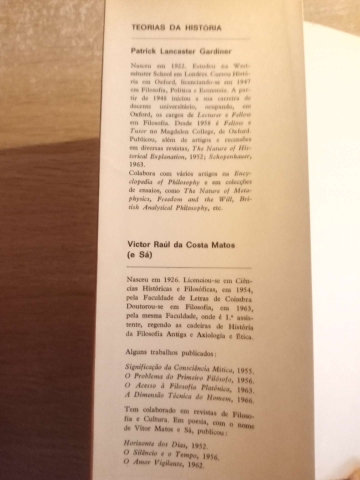 TEORIAS DA HISTÓRIA
Patrick Lancaster Gardiner
Nasceu em 1922. Estudou na West-
minster School em Londres. Cursou Histó-
ria em Oxford, licenciando-se em 1947
em Filosofia, Política e Economia. A par-
tir de 1948 iniciou a sua carreira de
docente universitário, ocupando, em
Oxford, os cargos de Lecturer e Fellow
em Filosofia. Desde 1958 é Fellow e
Tutor no Magdalen College, de Oxford.
Publicou, além de artigos e recensões
em diversas revistas, The Nature of His-
torical Explanation, 1952; Schopenhauer,
1963.
Colabora com vários artigos na Ency-
clopedia of Philosophy e em colecções
de ensaios, como The Nature of Meta-
physics, Freedom and the Will, Bri-
tish Analytical Philosophy, etc.
Victor Raúl da Costa Matos
(e Sá)
Nasceu em 1926. Licenciou-se em Ciên-
cias Históricas e Filosóficas, em 1954,
pela Faculdade de Letras de Coimbra.
Doutorou-se em Filosofia, em 1963,
pela mesma Faculdade, onde é 1.º assis-
tente, regendo as cadeiras de História
da Filosofia Antiga e Axiologia e Ética.
Alguns trabalhos publicados:
Significação da Consciência Mítica, 1955.
O Problema do Primeiro Filósofo, 1956.
O Acesso à Filosofia Platónica, 1963.
A Dimensão Técnica do Homem, 1966.
Tem colaborado em revistas de Filoso-
fia e Cultura. Em poesia, com o nome
de Vítor Matos e Sá, publicou:
Horizonte dos Dias, 1952.
O Silêncio e o Tempo, 1956.
O Amor Vigilante, 1962.